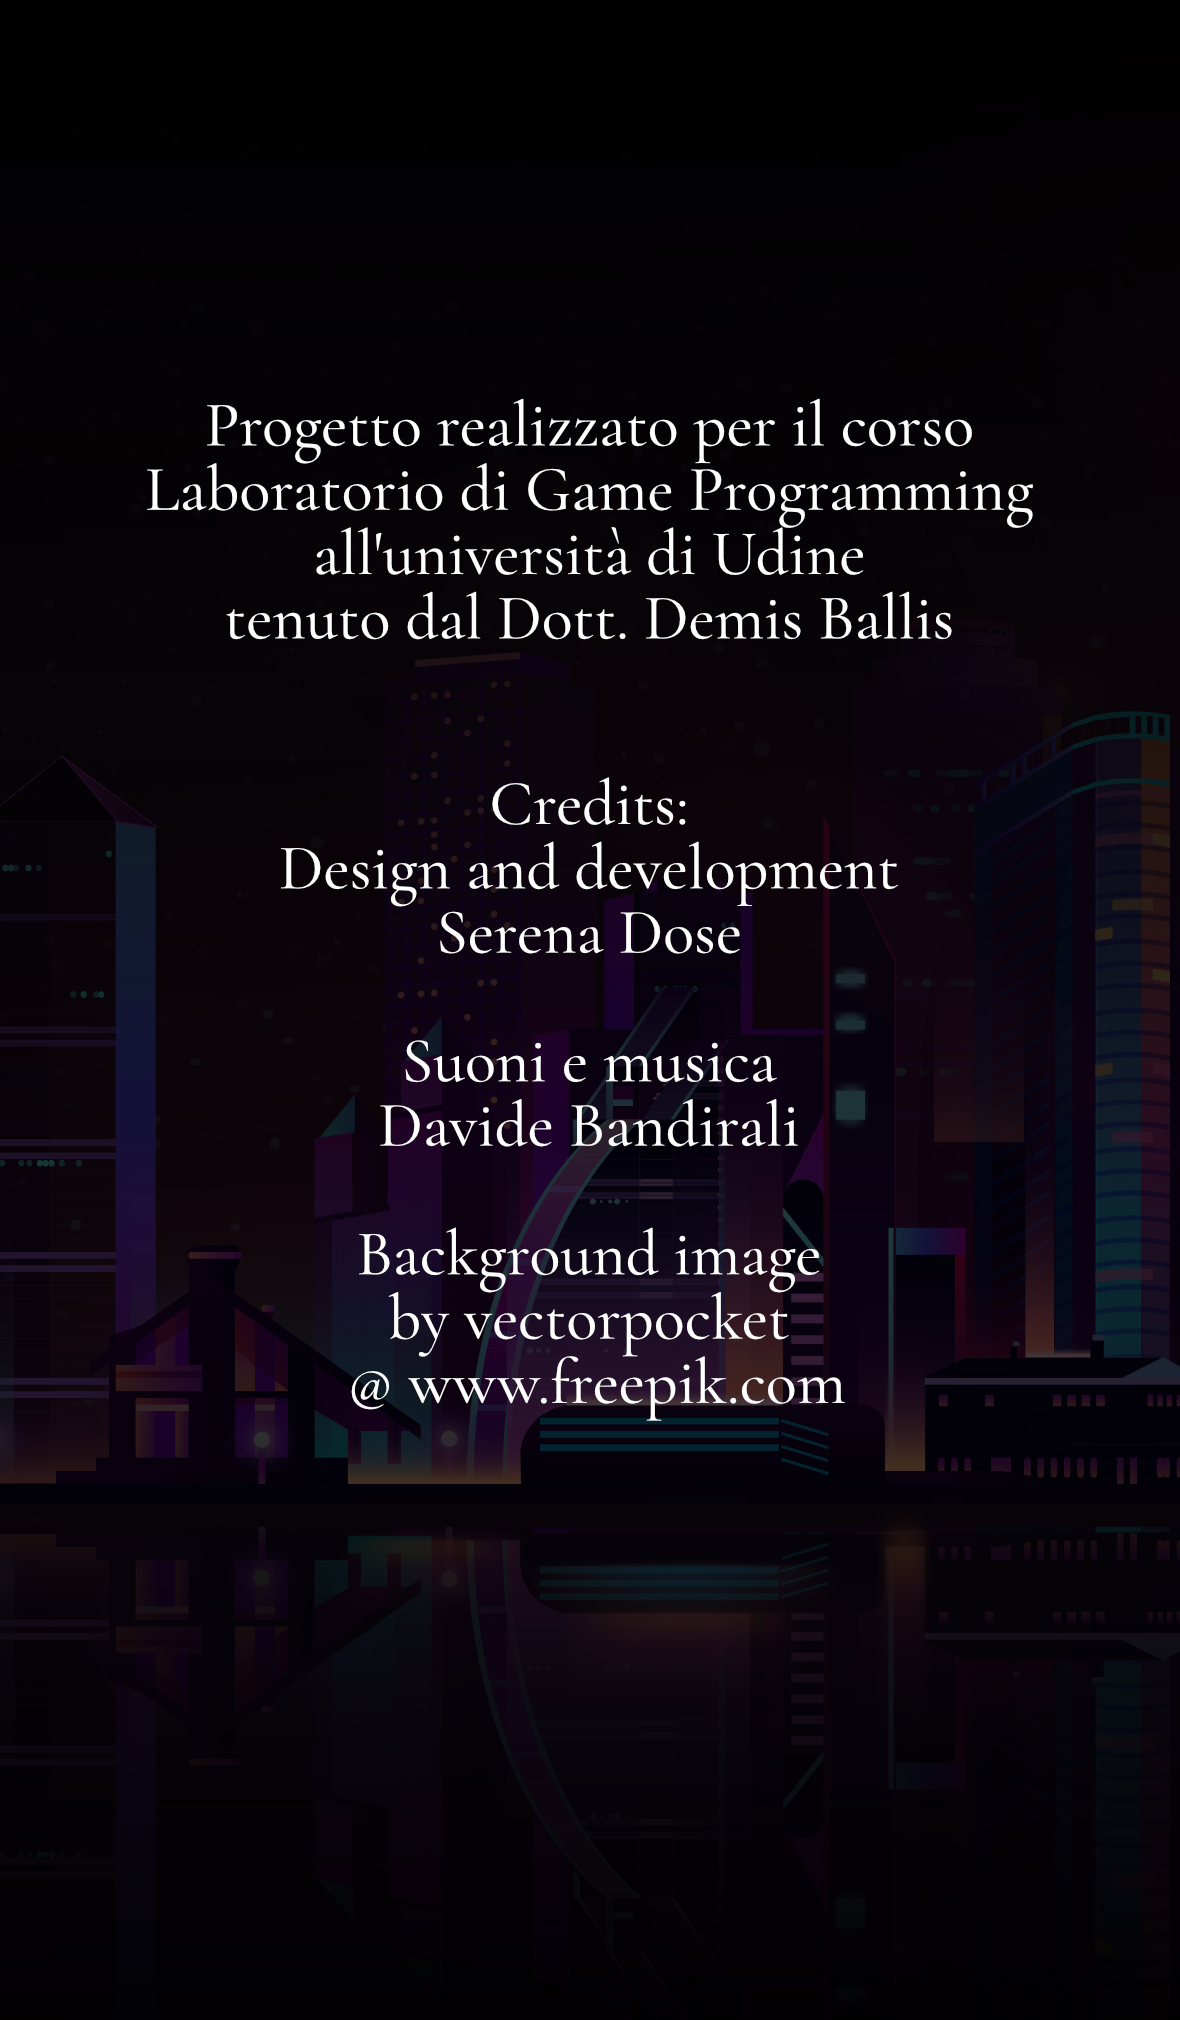 Progetto realizzato per il corso
Laboratorio di Game Programming
all'università di Udine
tenuto dal Dott. Demis Ballis
Credits:
Design and development
Serena Dose
Suoni e musica
Davide Bandirali
Background image
by vectorpocket
@ www.freepik.com